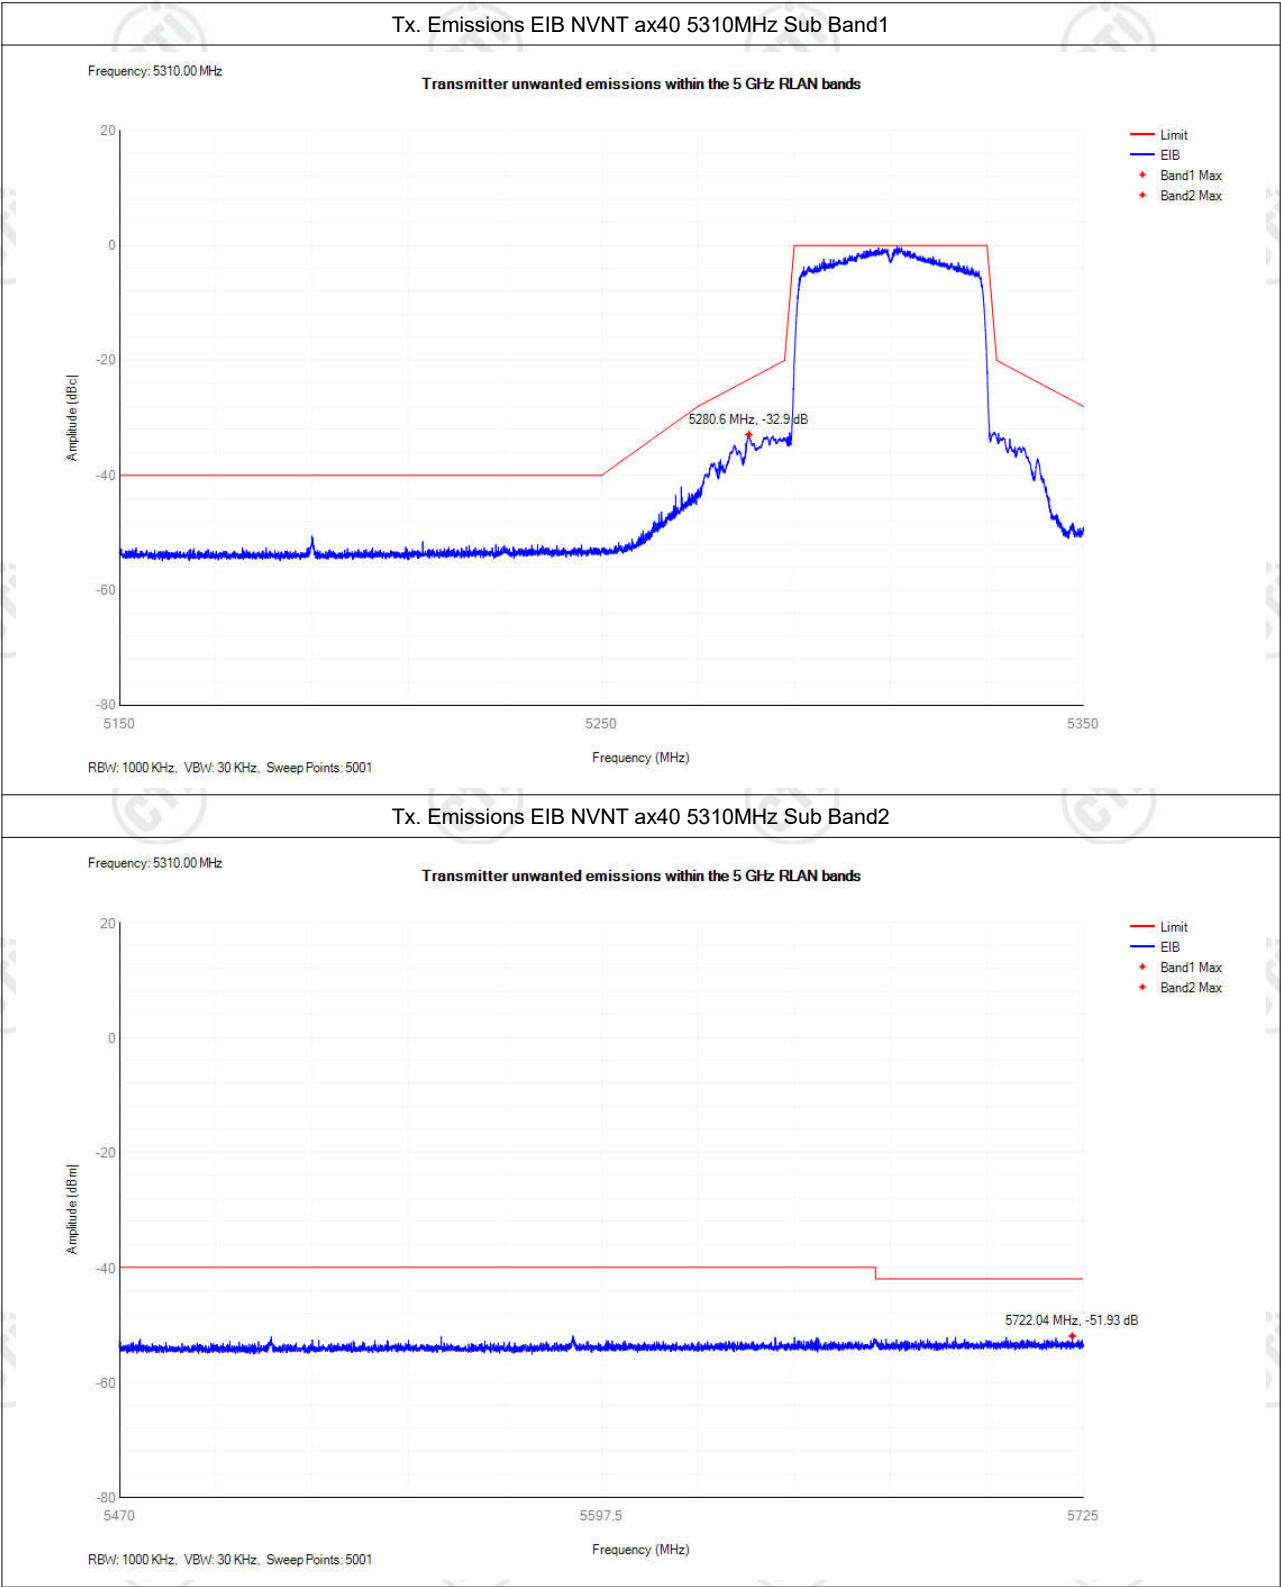 Tx. Emissions EIB NVNT ax40 5310MHz Sub Band1
Frequency: 5310.00 MHz
Transmitter unwanted emissions within the 5 GHz RLAN bands
Limit
EIB
Band1 Max
Band2 Max
20
0
-20
-40
-60
-80
Amplitude [dBc]
5280.6 MHz, -32.9 dB
5150
5250
5350
Frequency (MHz)
RBW: 1000 KHz, VBW: 30 KHz, Sweep Points: 5001
Tx. Emissions EIB NVNT ax40 5310MHz Sub Band2
Frequency: 5310.00 MHz
Transmitter unwanted emissions within the 5 GHz RLAN bands
Limit
EIB
Band1 Max
Band2 Max
20
0
-20
-40
-60
-80
Amplitude [dBm]
5722.04 MHz, -51.93 dB
5470
5597.5
5725
Frequency (MHz)
RBW: 1000 KHz, VBW: 30 KHz, Sweep Points: 5001